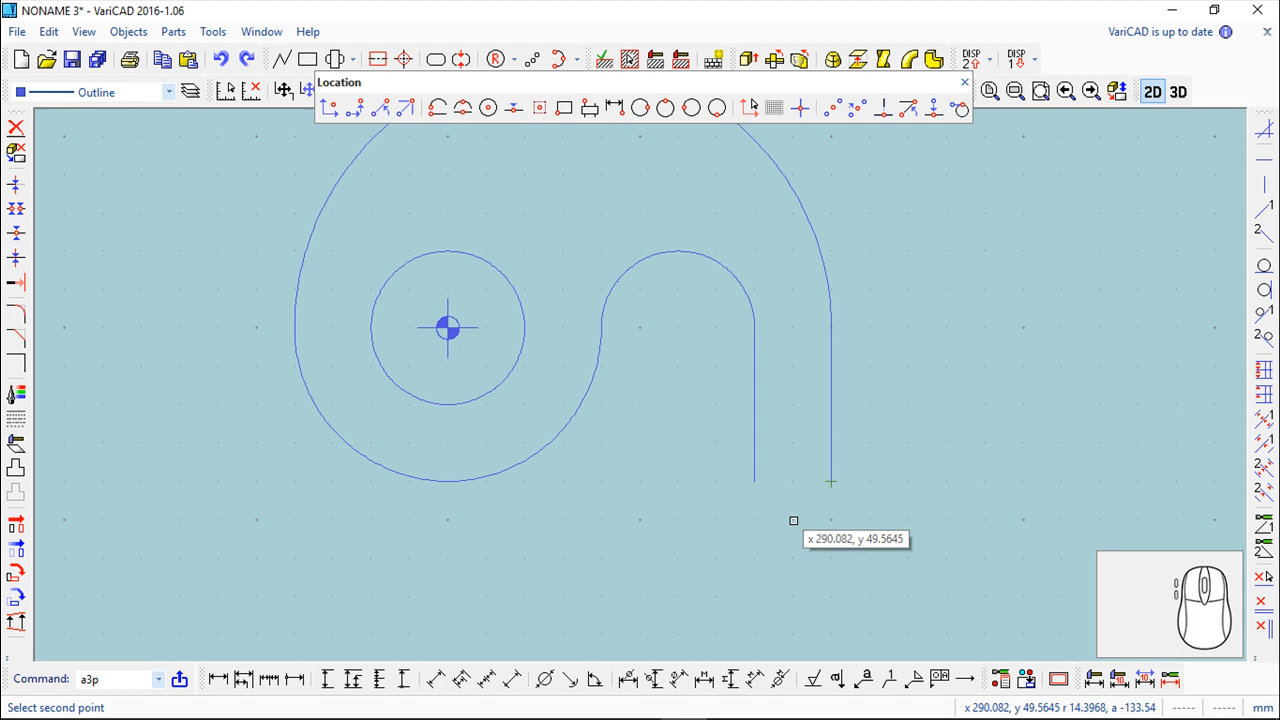 NONAME 3* - VariCAD 2016-1.06
File Edit View Objects Parts Tools Window Help
VariCAD is up to date
DISP 2 DISP 1
Location
Outline
2D 3D
x 290.082, y 49.5645
Command: a3p
Select second point
x 290.082, y 49.5645 r 14.3968, a -133.54 ----- ----- mm